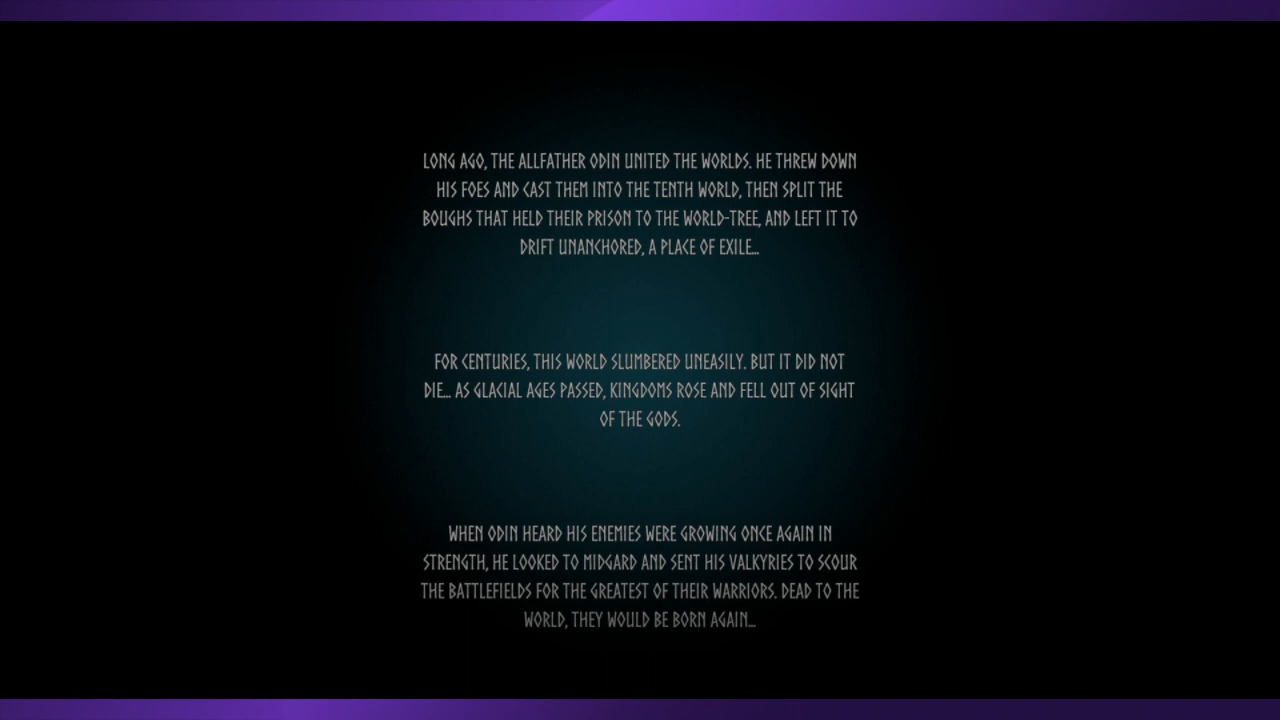 LONG AGO, THE ALLFATHER ODIN UNITED THE WORLDS. HE THREW DOWN
HIS FOES AND CAST THEM INTO THE TENTH WORLD, THEN SPLIT THE
BOUGHS THAT HELD THEIR PRISON TO THE WORLD-TREE, AND LEFT IT TO
DRIFT UNANCHORED, A PLACE OF EXILE...
FOR CENTURIES, THIS WORLD SLUMBERED UNEASILY. BUT IT DID NOT
DIE... AS GLACIAL AGES PASSED, KINGDOMS ROSE AND FELL OUT OF SIGHT
OF THE GODS.
WHEN ODIN HEARD HIS ENEMIES WERE GROWING ONCE AGAIN IN
STRENGTH, HE LOOKED TO MIDGARD AND SENT HIS VALKYRIES TO SCOUR
THE BATTLEFIELDS FOR THE GREATEST OF THEIR WARRIORS. DEAD TO THE
WORLD, THEY WOULD BE BORN AGAIN...